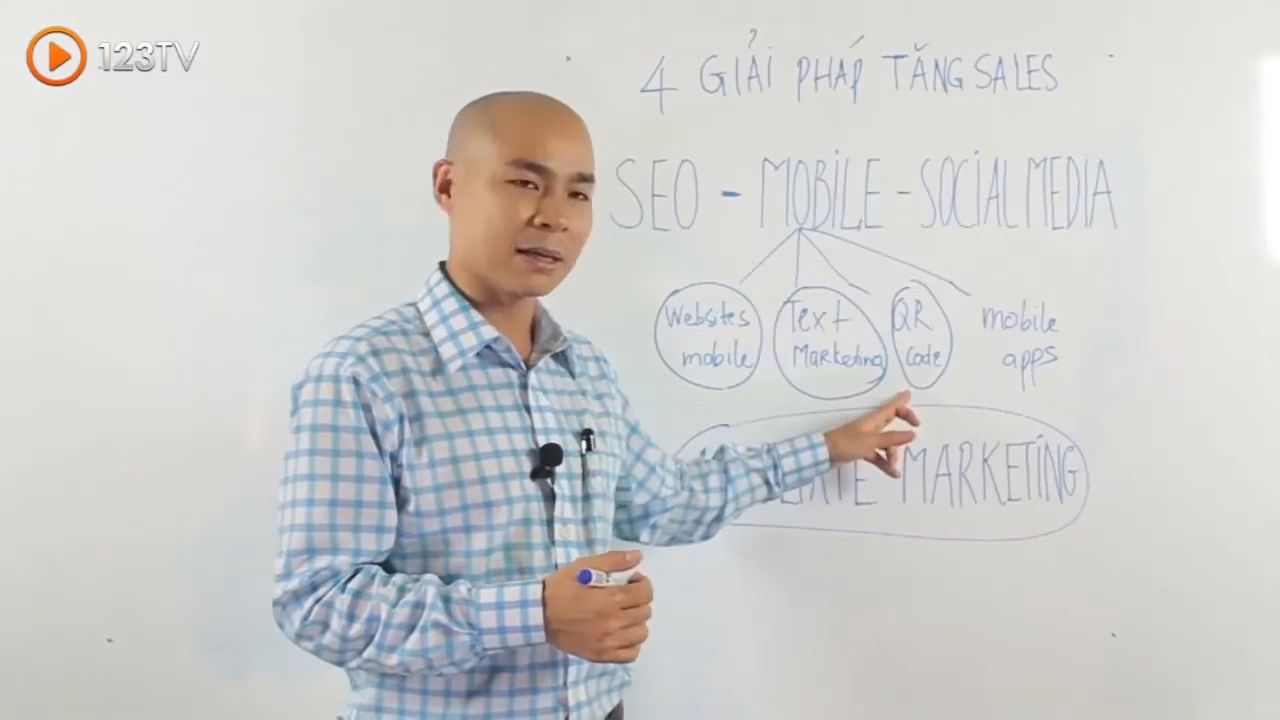 123TV
4 GIẢI PHÁP TĂNG SALES
SEO - MOBILE - SOCIAL MEDIA
Websites mobile
Text Marketing
QR Code
mobile apps
MARKETING